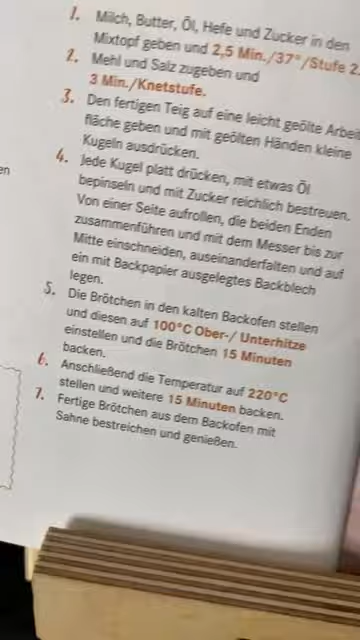 1. Milch, Butter, Öl, Hefe und Zucker in den
Mixtopf geben und 2,5 Min./37°/Stufe 2.
2. Mehl und Salz zugeben und
3 Min./Knetstufe.
3. Den fertigen Teig auf eine leicht geölte Arbeits
fläche geben und mit geölten Händen kleine
Kugeln ausdrücken.
4. Jede Kugel platt drücken, mit etwas Öl
bepinseln und mit Zucker reichlich bestreuen.
Von einer Seite aufrollen, die beiden Enden
zusammenführen und mit dem Messer bis zur
Mitte einschneiden, auseinanderfalten und auf
ein mit Backpapier ausgelegtes Backblech
legen.
5. Die Brötchen in den kalten Backofen stellen
und diesen auf 100°C Ober-/ Unterhitze
einstellen und die Brötchen 15 Minuten
backen.
6. Anschließend die Temperatur auf 220°C
stellen und weitere 15 Minuten backen.
7. Fertige Brötchen aus dem Backofen mit
Sahne bestreichen und genießen.